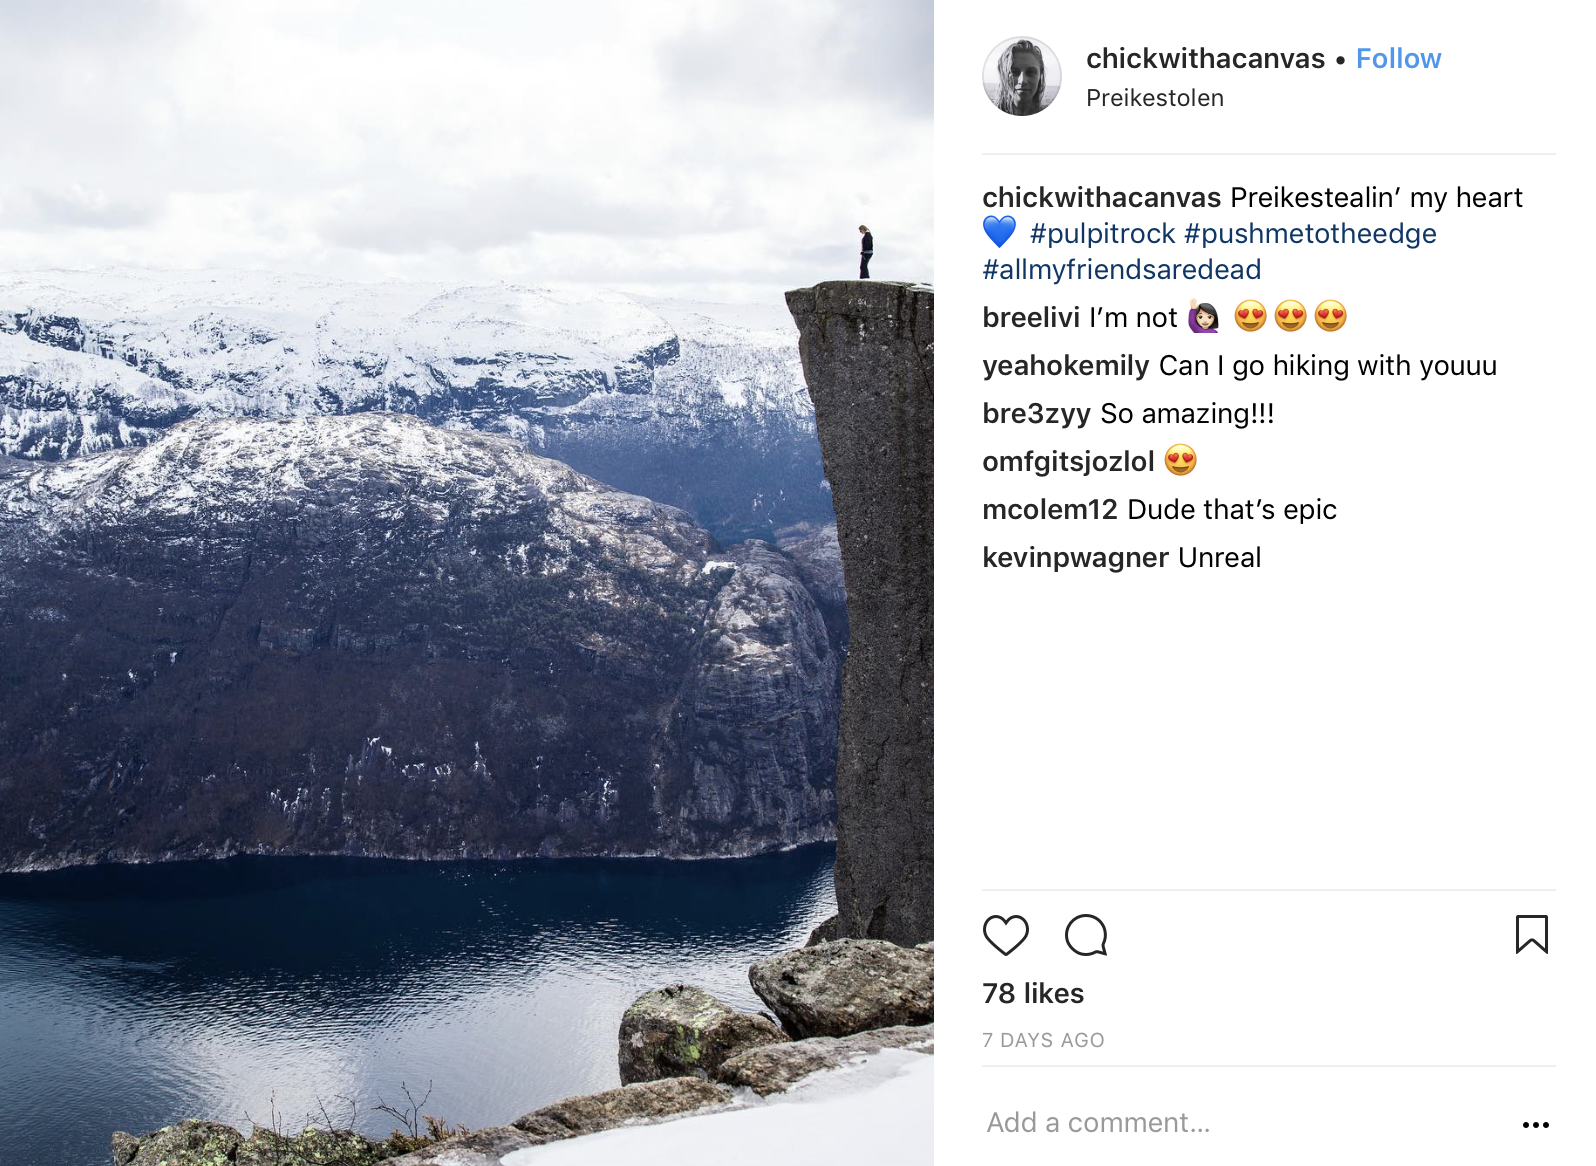 chickwithacanvas • Follow
Preikestolen
chickwithacanvas Preikestealin’ my heart
💙 #pulpitrock #pushmetotheedge
#allmyfriendsaredead
breelivi I’m not 🙋🏻 😍😍😍
yeahokemily Can I go hiking with youuu
bre3zyy So amazing!!!
omfgitsjozlol 😍
mcolem12 Dude that’s epic
kevinpwagner Unreal
78 likes
7 DAYS AGO
Add a comment...